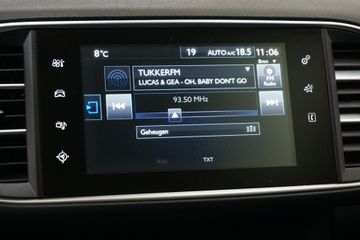 8°C 19 AUTO A/C 18.5 11:06
TUKKERFM
LUCAS & GEA - OH, BABY DON'T GO
Bron
FM
Radio
93.50 MHz
Geheugen
RDS TXT